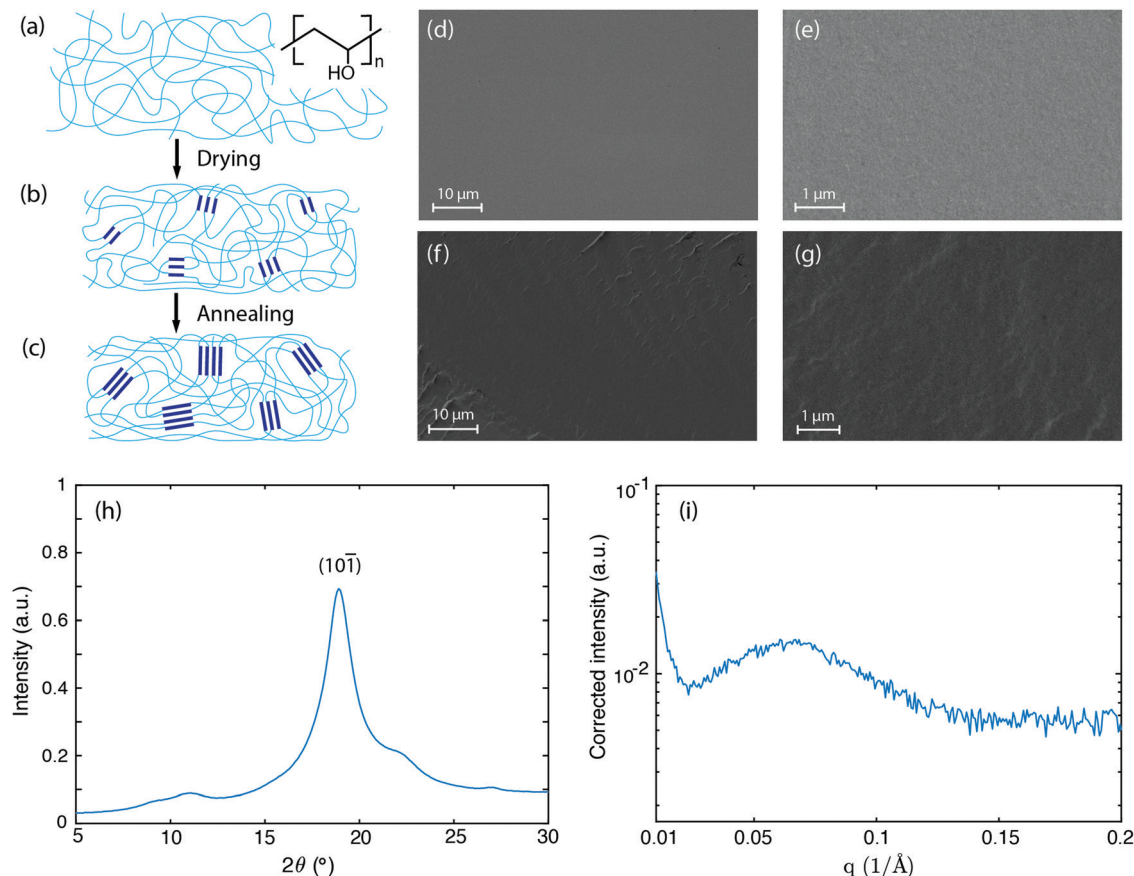 (a)
n
HO
Drying
(b)
Annealing
(c)
(d)
10 μm
(e)
1 μm
(f)
10 μm
(g)
1 μm
(h)
(101̅)
1
0.8
0.6
0.4
0.2
0
5
10
15
20
25
30
Intensity (a.u.)
2θ (°)
(i)
10⁻¹
10⁻²
0.01
0.05
0.1
0.15
0.2
Corrected intensity (a.u.)
q (1/Å)